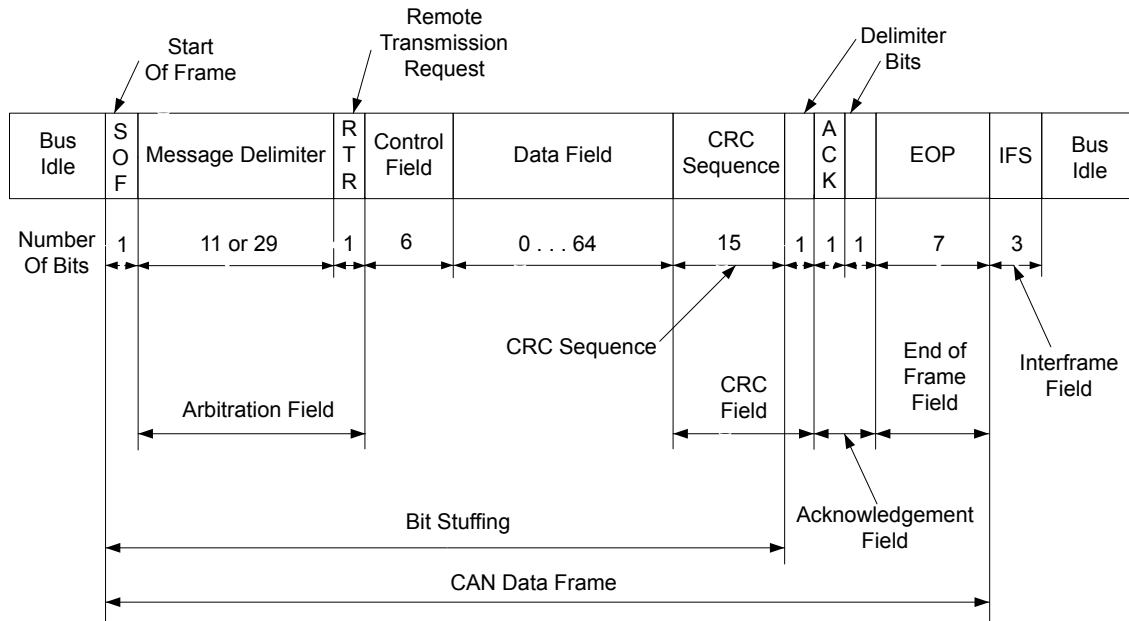 Start
Of Frame
Remote
Transmission
Request
Delimiter
Bits
Bus
Idle
S
O
F
Message Delimiter
R
T
R
Control
Field
Data Field
CRC
Sequence
A
C
K
EOP
IFS
Bus
Idle
Number
Of Bits
1
11 or 29
1
6
0 . . . 64
15
1
1
1
7
3
CRC Sequence
End of
Frame
Field
Interframe
Field
Arbitration Field
CRC
Field
Bit Stuffing
Acknowledgement
Field
CAN Data Frame